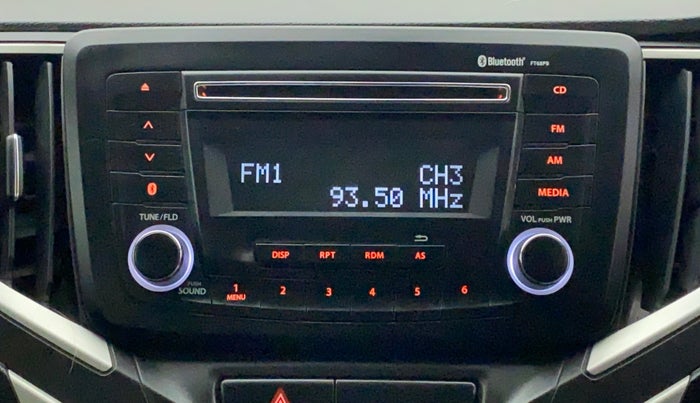 Bluetooth® FT68PB
CD
FM
AM
MEDIA
FM1 CH3
93.50 MHz
TUNE/FLD
VOL PUSH PWR
DISP RPT RDM AS
PUSH
SOUND
1 2 3 4 5 6
MENU